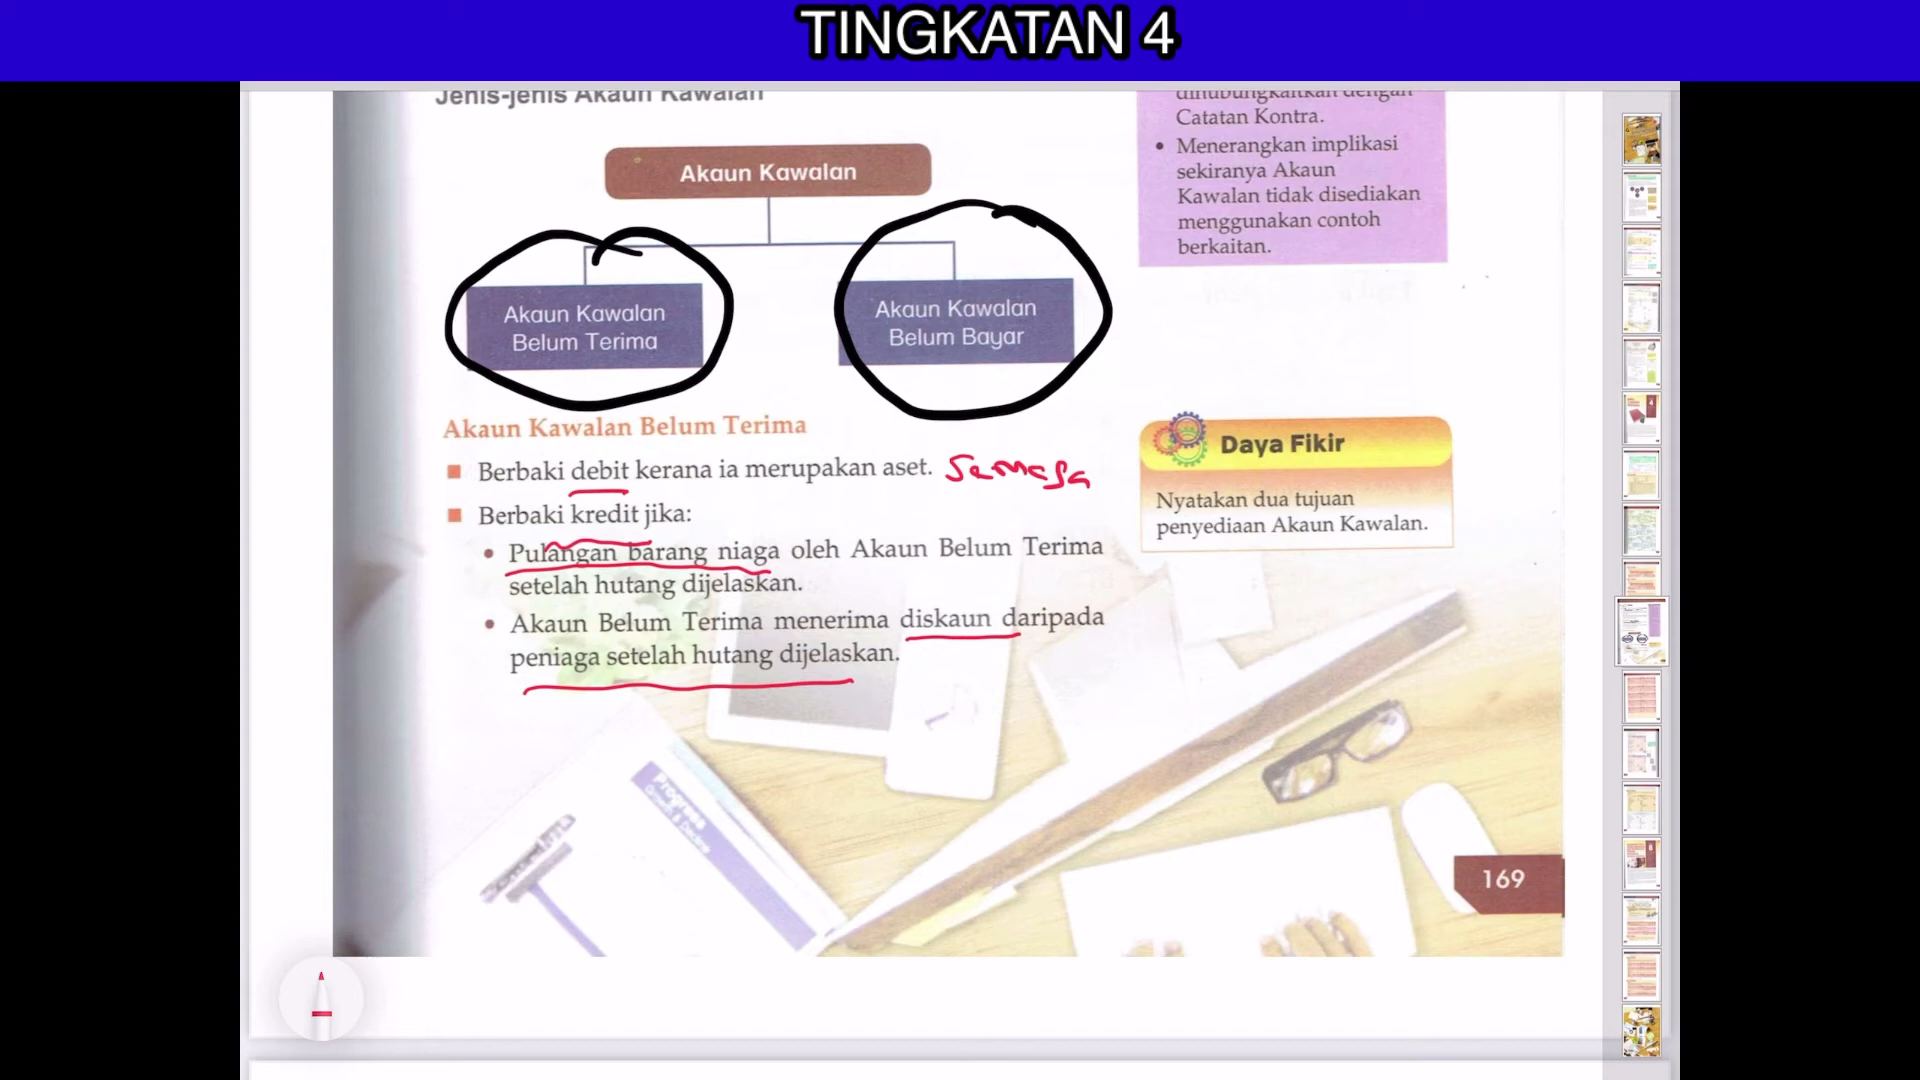 TINGKATAN 4
Jenis-jenis Akaun Kawalan
Akaun Kawalan
Akaun Kawalan
Belum Terima
Akaun Kawalan
Belum Bayar
Akaun Kawalan Belum Terima
Berbaki debit kerana ia merupakan aset. Semasa
Berbaki kredit jika:
• Pulangan barang niaga oleh Akaun Belum Terima
setelah hutang dijelaskan.
• Akaun Belum Terima menerima diskaun daripada
peniaga setelah hutang dijelaskan.
dihubungkaitkan dengan
Catatan Kontra.
• Menerangkan implikasi
sekiranya Akaun
Kawalan tidak disediakan
menggunakan contoh
berkaitan.
Daya Fikir
Nyatakan dua tujuan
penyediaan Akaun Kawalan.
Progress
169